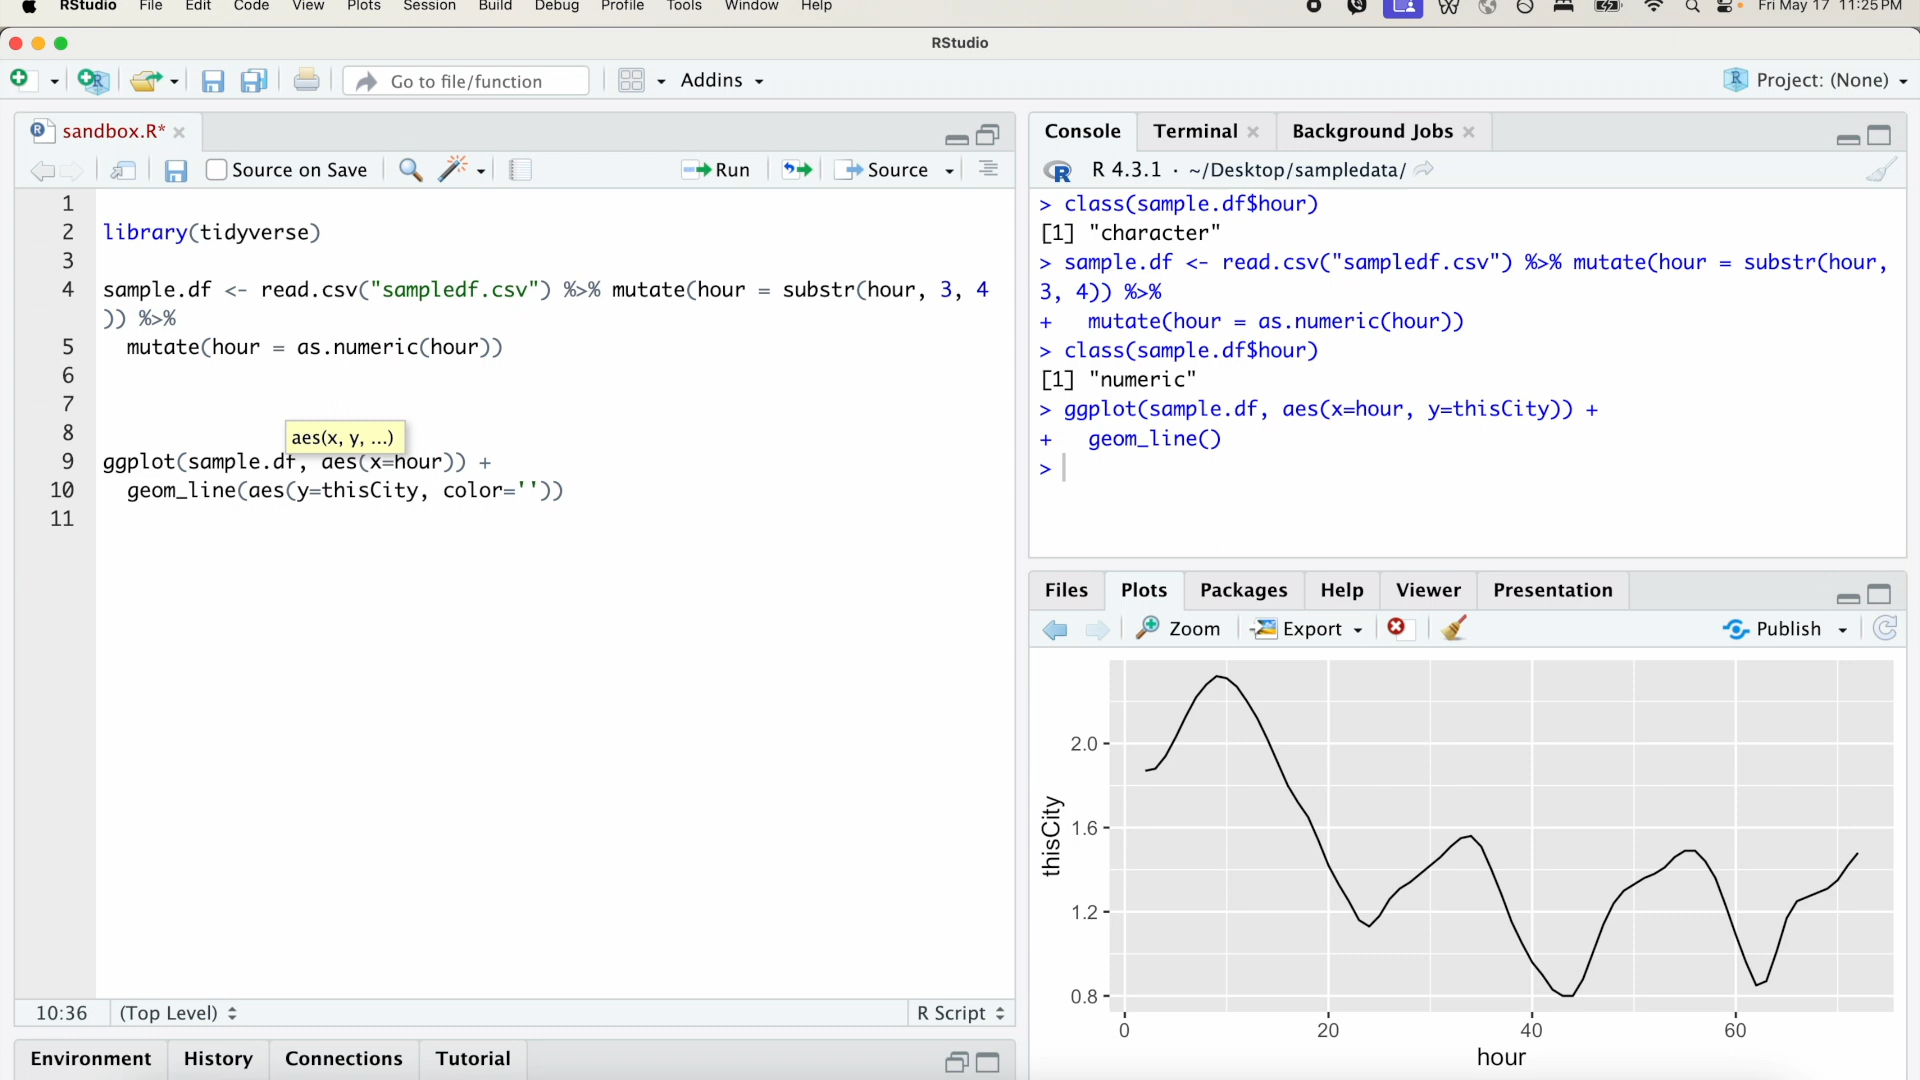 RStudio File Edit Code View Plots Session Build Debug Profile Tools Window Help Fri May 17 11:25 PM
RStudio
Go to file/function Addins Project: (None)
sandbox.R*
Source on Save Run Source
1
2 library(tidyverse)
3
4 sample.df <- read.csv("sampledf.csv") %>% mutate(hour = substr(hour, 3, 4
)) %>%
5 mutate(hour = as.numeric(hour))
6
7
8
aes(x, y, ...)
9 ggplot(sample.df, aes(x=hour)) +
10 geom_line(aes(y=thisCity, color=''))
11
10:36 (Top Level) R Script
Environment History Connections Tutorial
Console Terminal Background Jobs
R 4.3.1 · ~/Desktop/sampledata/
> class(sample.df$hour)
[1] "character"
> sample.df <- read.csv("sampledf.csv") %>% mutate(hour = substr(hour,
3, 4)) %>%
+ mutate(hour = as.numeric(hour))
> class(sample.df$hour)
[1] "numeric"
> ggplot(sample.df, aes(x=hour, y=thisCity)) +
+ geom_line()
>
Files Plots Packages Help Viewer Presentation
Zoom Export Publish
thisCity
2.0
1.6
1.2
0.8
0 20 40 60
hour